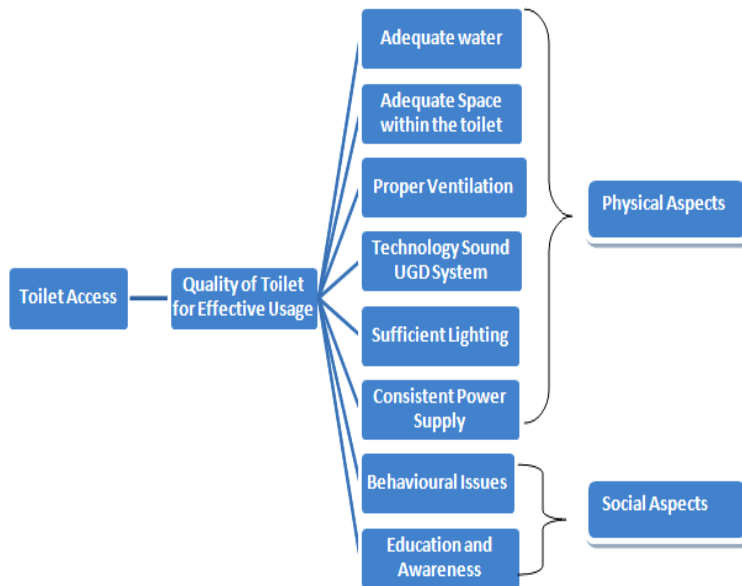 Adequate water
Adequate Space
within the toilet
Proper Ventilation
Physical Aspects
Technology Sound
UGD System
Toilet Access
Quality of Toilet
for Effective Usage
Sufficient Lighting
Consistent Power
Supply
Behavioural Issues
Social Aspects
Education and
Awareness